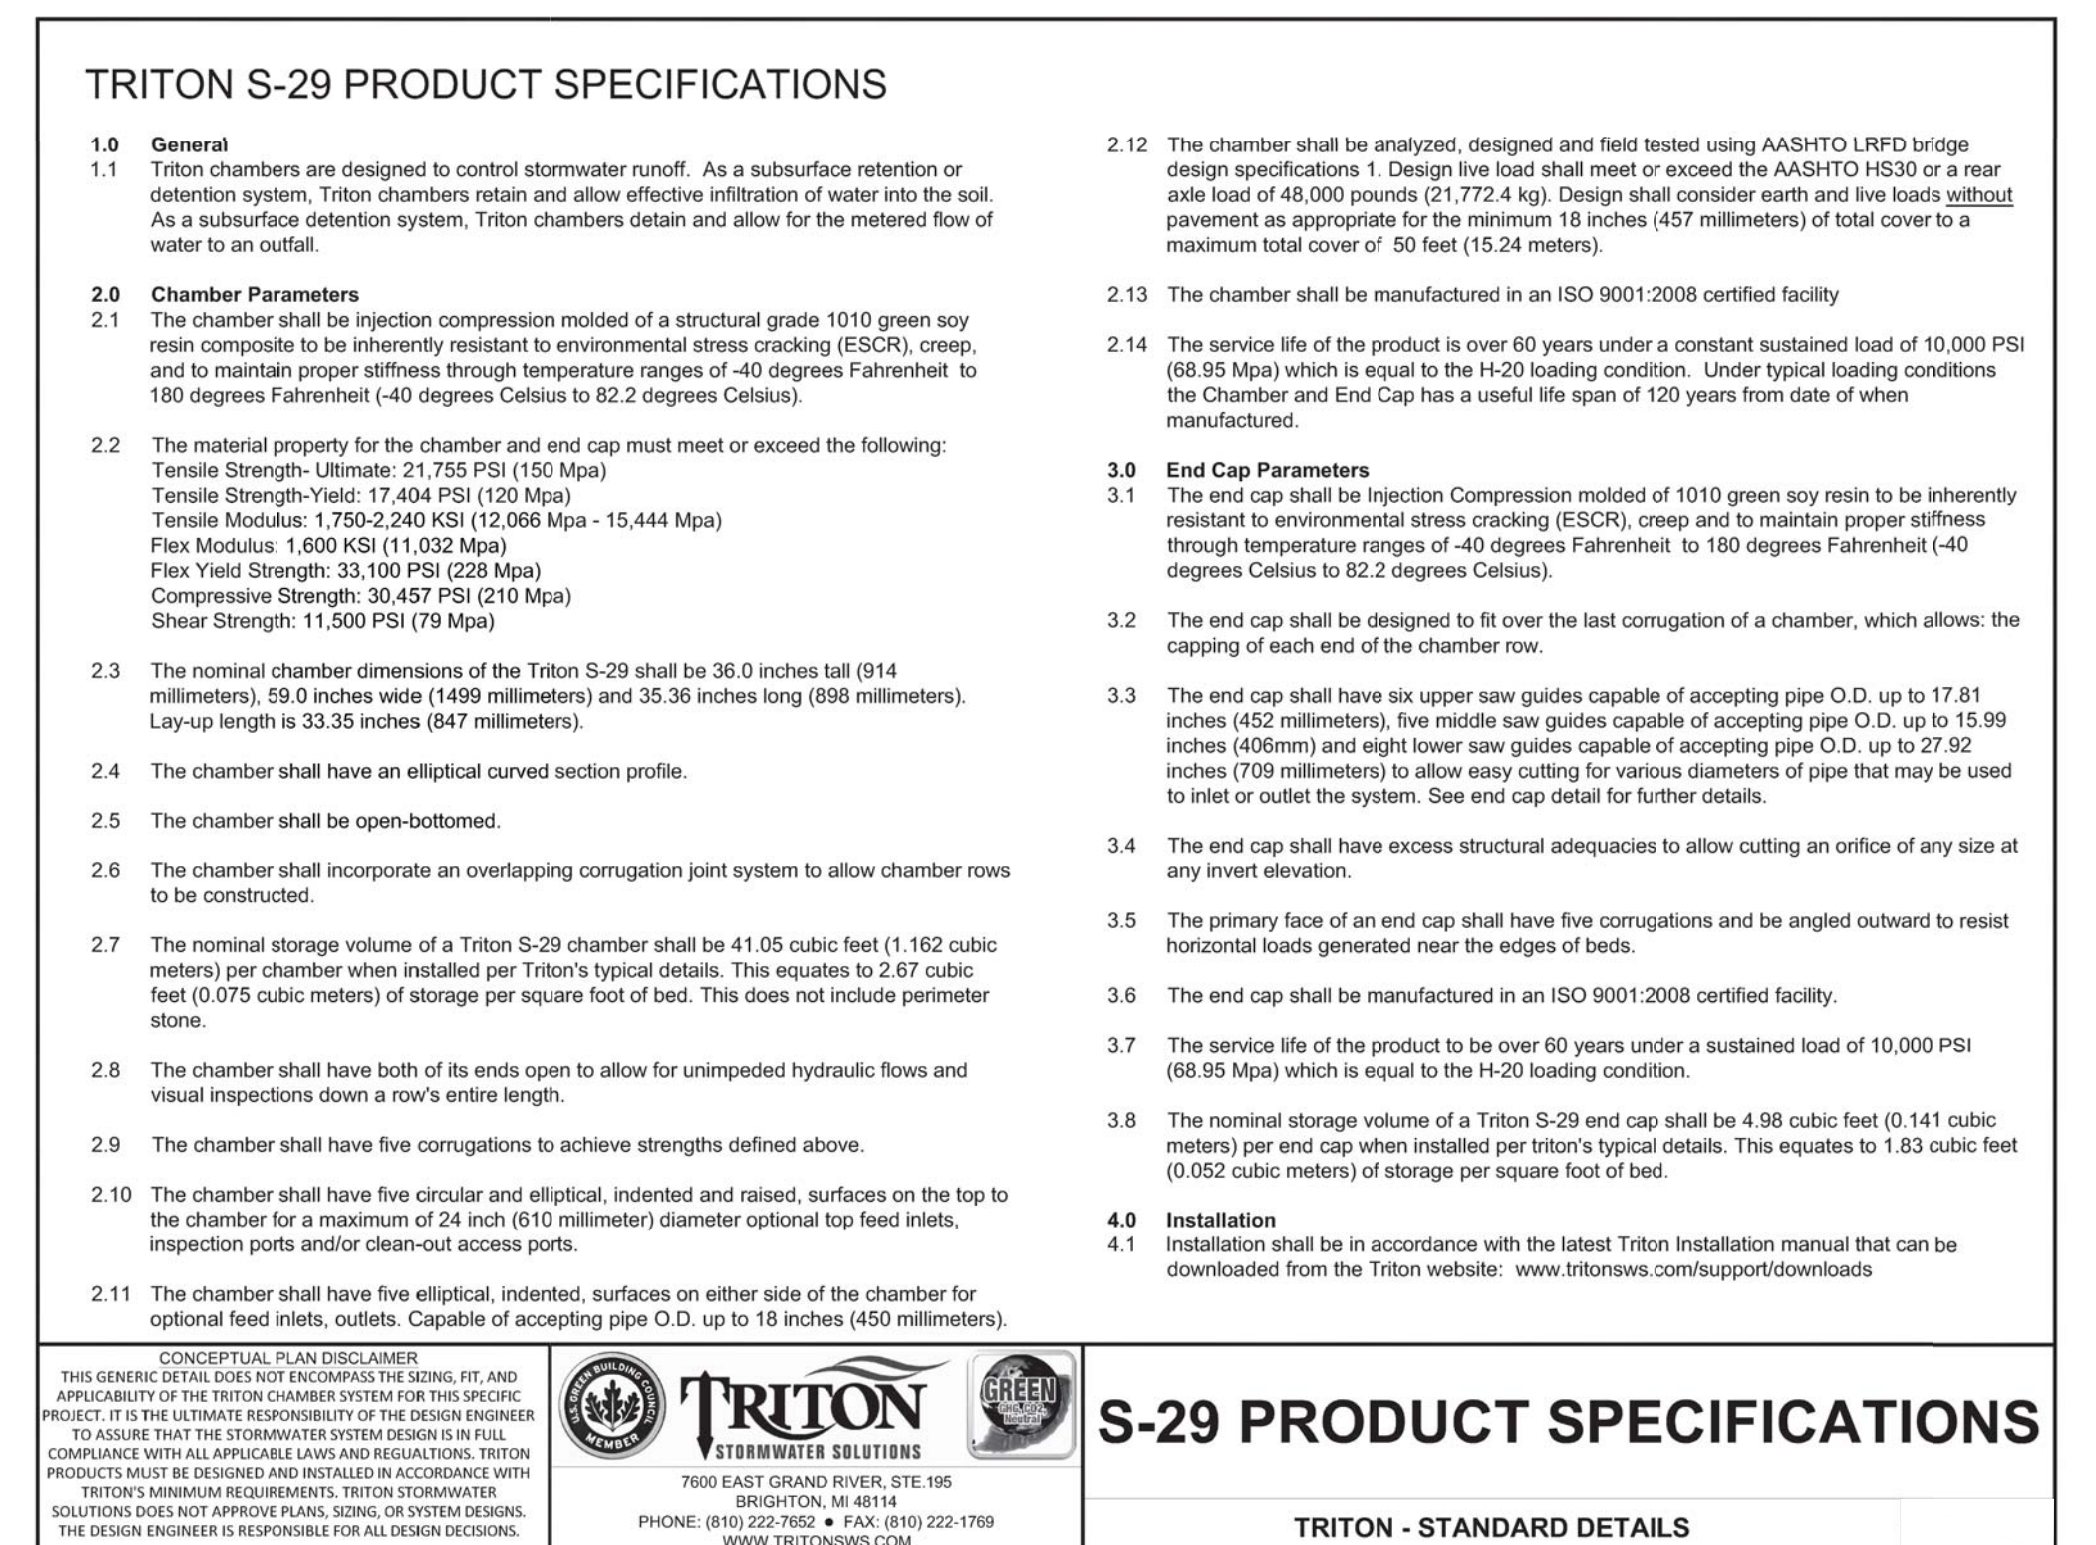 TRITON S-29 PRODUCT SPECIFICATIONS
1.0 General
1.1 Triton chambers are designed to control stormwater runoff. As a subsurface retention or
detention system, Triton chambers retain and allow effective infiltration of water into the soil.
As a subsurface detention system, Triton chambers detain and allow for the metered flow of
water to an outfall.
2.0 Chamber Parameters
2.1 The chamber shall be injection compression molded of a structural grade 1010 green soy
resin composite to be inherently resistant to environmental stress cracking (ESCR), creep,
and to maintain proper stiffness through temperature ranges of -40 degrees Fahrenheit to
180 degrees Fahrenheit (-40 degrees Celsius to 82.2 degrees Celsius).
2.2 The material property for the chamber and end cap must meet or exceed the following:
Tensile Strength- Ultimate: 21,755 PSI (150 Mpa)
Tensile Strength-Yield: 17,404 PSI (120 Mpa)
Tensile Modulus: 1,750-2,240 KSI (12,066 Mpa - 15,444 Mpa)
Flex Modulus: 1,600 KSI (11,032 Mpa)
Flex Yield Strength: 33,100 PSI (228 Mpa)
Compressive Strength: 30,457 PSI (210 Mpa)
Shear Strength: 11,500 PSI (79 Mpa)
2.3 The nominal chamber dimensions of the Triton S-29 shall be 36.0 inches tall (914
millimeters), 59.0 inches wide (1499 millimeters) and 35.36 inches long (898 millimeters).
Lay-up length is 33.35 inches (847 millimeters).
2.4 The chamber shall have an elliptical curved section profile.
2.5 The chamber shall be open-bottomed.
2.6 The chamber shall incorporate an overlapping corrugation joint system to allow chamber rows
to be constructed.
2.7 The nominal storage volume of a Triton S-29 chamber shall be 41.05 cubic feet (1.162 cubic
meters) per chamber when installed per Triton's typical details. This equates to 2.67 cubic
feet (0.075 cubic meters) of storage per square foot of bed. This does not include perimeter
stone.
2.8 The chamber shall have both of its ends open to allow for unimpeded hydraulic flows and
visual inspections down a row's entire length.
2.9 The chamber shall have five corrugations to achieve strengths defined above.
2.10 The chamber shall have five circular and elliptical, indented and raised, surfaces on the top to
the chamber for a maximum of 24 inch (610 millimeter) diameter optional top feed inlets,
inspection ports and/or clean-out access ports.
2.11 The chamber shall have five elliptical, indented, surfaces on either side of the chamber for
optional feed inlets, outlets. Capable of accepting pipe O.D. up to 18 inches (450 millimeters).
2.12 The chamber shall be analyzed, designed and field tested using AASHTO LRFD bridge
design specifications 1. Design live load shall meet or exceed the AASHTO HS30 or a rear
axle load of 48,000 pounds (21,772.4 kg). Design shall consider earth and live loads without
pavement as appropriate for the minimum 18 inches (457 millimeters) of total cover to a
maximum total cover of 50 feet (15.24 meters).
2.13 The chamber shall be manufactured in an ISO 9001:2008 certified facility
2.14 The service life of the product is over 60 years under a constant sustained load of 10,000 PSI
(68.95 Mpa) which is equal to the H-20 loading condition. Under typical loading conditions
the Chamber and End Cap has a useful life span of 120 years from date of when
manufactured.
3.0 End Cap Parameters
3.1 The end cap shall be Injection Compression molded of 1010 green soy resin to be inherently
resistant to environmental stress cracking (ESCR), creep and to maintain proper stiffness
through temperature ranges of -40 degrees Fahrenheit to 180 degrees Fahrenheit (-40
degrees Celsius to 82.2 degrees Celsius).
3.2 The end cap shall be designed to fit over the last corrugation of a chamber, which allows: the
capping of each end of the chamber row.
3.3 The end cap shall have six upper saw guides capable of accepting pipe O.D. up to 17.81
inches (452 millimeters), five middle saw guides capable of accepting pipe O.D. up to 15.99
inches (406mm) and eight lower saw guides capable of accepting pipe O.D. up to 27.92
inches (709 millimeters) to allow easy cutting for various diameters of pipe that may be used
to inlet or outlet the system. See end cap detail for further details.
3.4 The end cap shall have excess structural adequacies to allow cutting an orifice of any size at
any invert elevation.
3.5 The primary face of an end cap shall have five corrugations and be angled outward to resist
horizontal loads generated near the edges of beds.
3.6 The end cap shall be manufactured in an ISO 9001:2008 certified facility.
3.7 The service life of the product to be over 60 years under a sustained load of 10,000 PSI
(68.95 Mpa) which is equal to the H-20 loading condition.
3.8 The nominal storage volume of a Triton S-29 end cap shall be 4.98 cubic feet (0.141 cubic
meters) per end cap when installed per triton's typical details. This equates to 1.83 cubic feet
(0.052 cubic meters) of storage per square foot of bed.
4.0 Installation
4.1 Installation shall be in accordance with the latest Triton Installation manual that can be
downloaded from the Triton website: www.tritonsws.com/support/downloads
CONCEPTUAL PLAN DISCLAIMER
THIS GENERIC DETAIL DOES NOT ENCOMPASS THE SIZING, FIT, AND
APPLICABILITY OF THE TRITON CHAMBER SYSTEM FOR THIS SPECIFIC
PROJECT. IT IS THE ULTIMATE RESPONSIBILITY OF THE DESIGN ENGINEER
TO ASSURE THAT THE STORMWATER SYSTEM DESIGN IS IN FULL
COMPLIANCE WITH ALL APPLICABLE LAWS AND REGUALTIONS. TRITON
PRODUCTS MUST BE DESIGNED AND INSTALLED IN ACCORDANCE WITH
TRITON'S MINIMUM REQUIREMENTS. TRITON STORMWATER
SOLUTIONS DOES NOT APPROVE PLANS, SIZING, OR SYSTEM DESIGNS.
THE DESIGN ENGINEER IS RESPONSIBLE FOR ALL DESIGN DECISIONS.
U.S. GREEN BUILDING COUNCIL
MEMBER
TRITON
STORMWATER SOLUTIONS
GREEN
GHG, CO2,
Neutral
7600 EAST GRAND RIVER, STE.195
BRIGHTON, MI 48114
PHONE: (810) 222-7652 ● FAX: (810) 222-1769
WWW.TRITONSWS.COM
S-29 PRODUCT SPECIFICATIONS
TRITON - STANDARD DETAILS